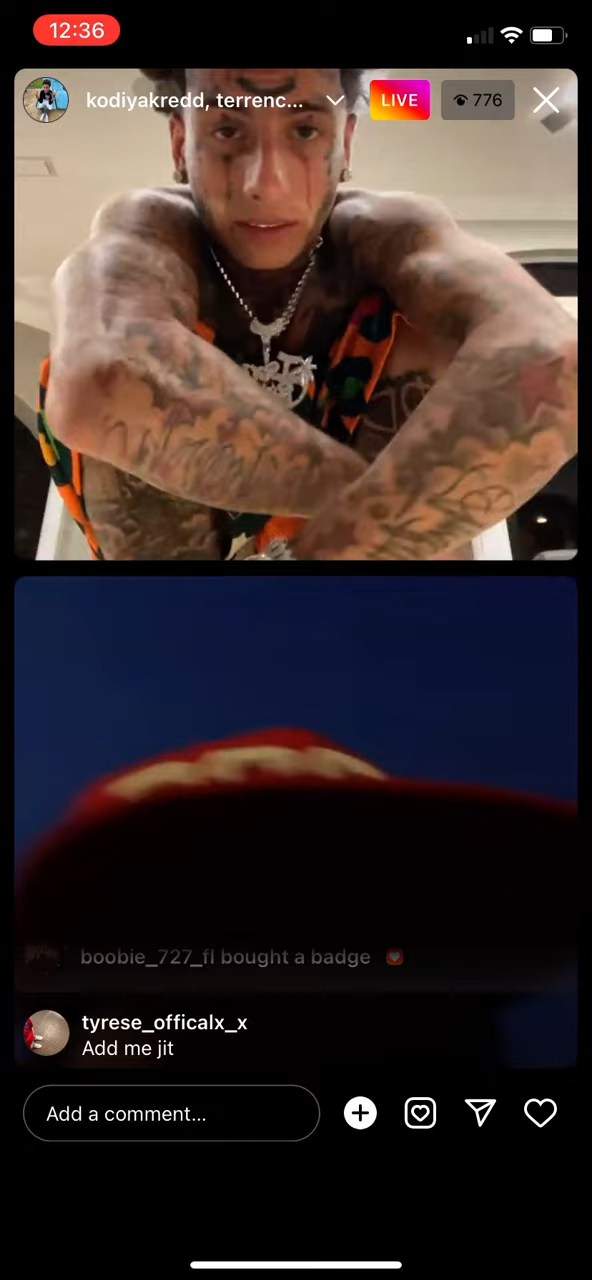 12:36
kodiyakredd, terrenc...
LIVE
776
boobie_727_fl bought a badge
tyrese_officalx_x
Add me jit
Add a comment...